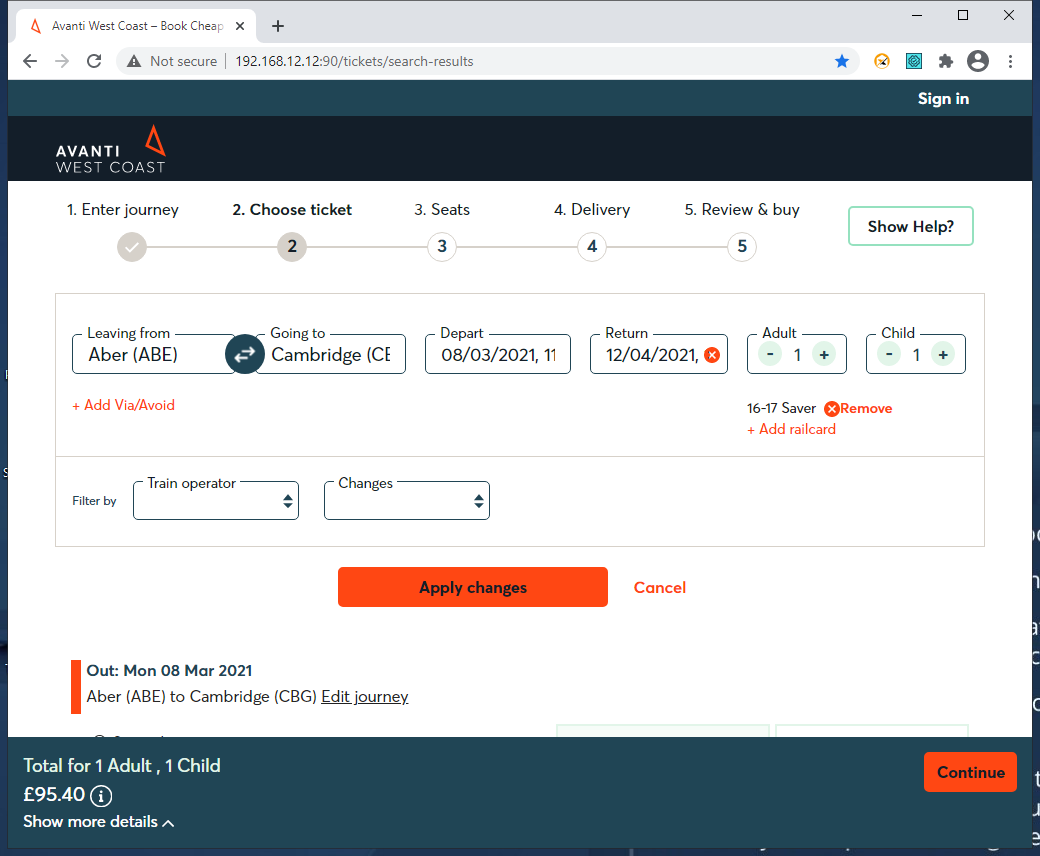 Avanti West Coast – Book Cheap
Not secure | 192.168.12.12:90/tickets/search-results
Sign in
AVANTI
WEST COAST
1. Enter journey 2. Choose ticket 3. Seats 4. Delivery 5. Review & buy
Show Help?
2 3 4 5
Leaving from Going to Depart Return Adult Child
Aber (ABE) Cambridge (CE 08/03/2021, 11 12/04/2021, - 1 + - 1 +
+ Add Via/Avoid
16-17 Saver Remove
+ Add railcard
Train operator Changes
Filter by
Apply changes Cancel
Out: Mon 08 Mar 2021
Aber (ABE) to Cambridge (CBG) Edit journey
Total for 1 Adult , 1 Child
£95.40
Continue
Show more details